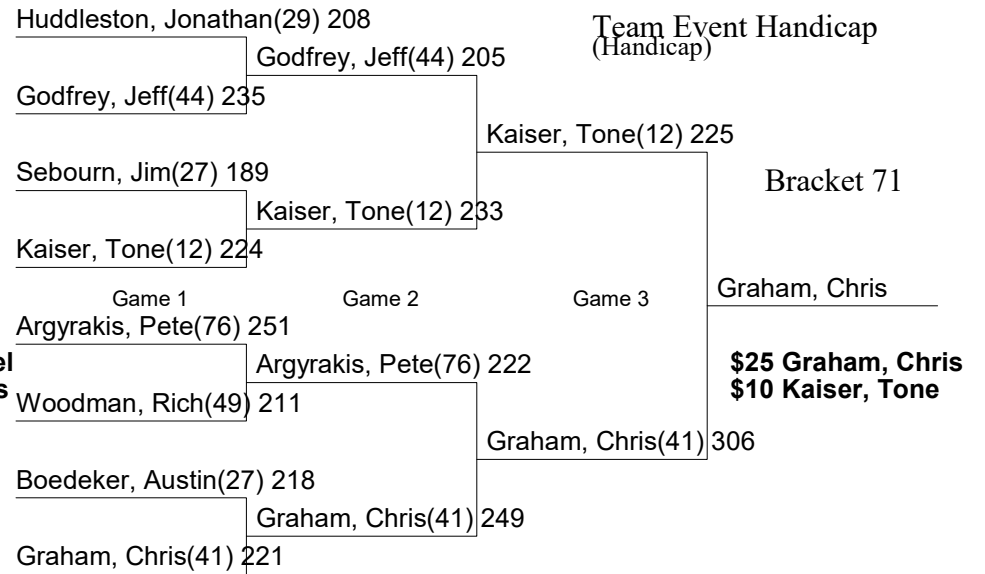 Huddleston, Jonathan(29) 208
Team Event Handicap
(Handicap)
Godfrey, Jeff(44) 205
Godfrey, Jeff(44) 235
Kaiser, Tone(12) 225
Sebourn, Jim(27) 189
Bracket 71
Kaiser, Tone(12) 233
Kaiser, Tone(12) 224
Game 1
Game 2
Game 3
Graham, Chris
Argyrakis, Pete(76) 251
Argyrakis, Pete(76) 222
$25 Graham, Chris
$10 Kaiser, Tone
Woodman, Rich(49) 211
Graham, Chris(41) 306
Boedeker, Austin(27) 218
Graham, Chris(41) 249
Graham, Chris(41) 221